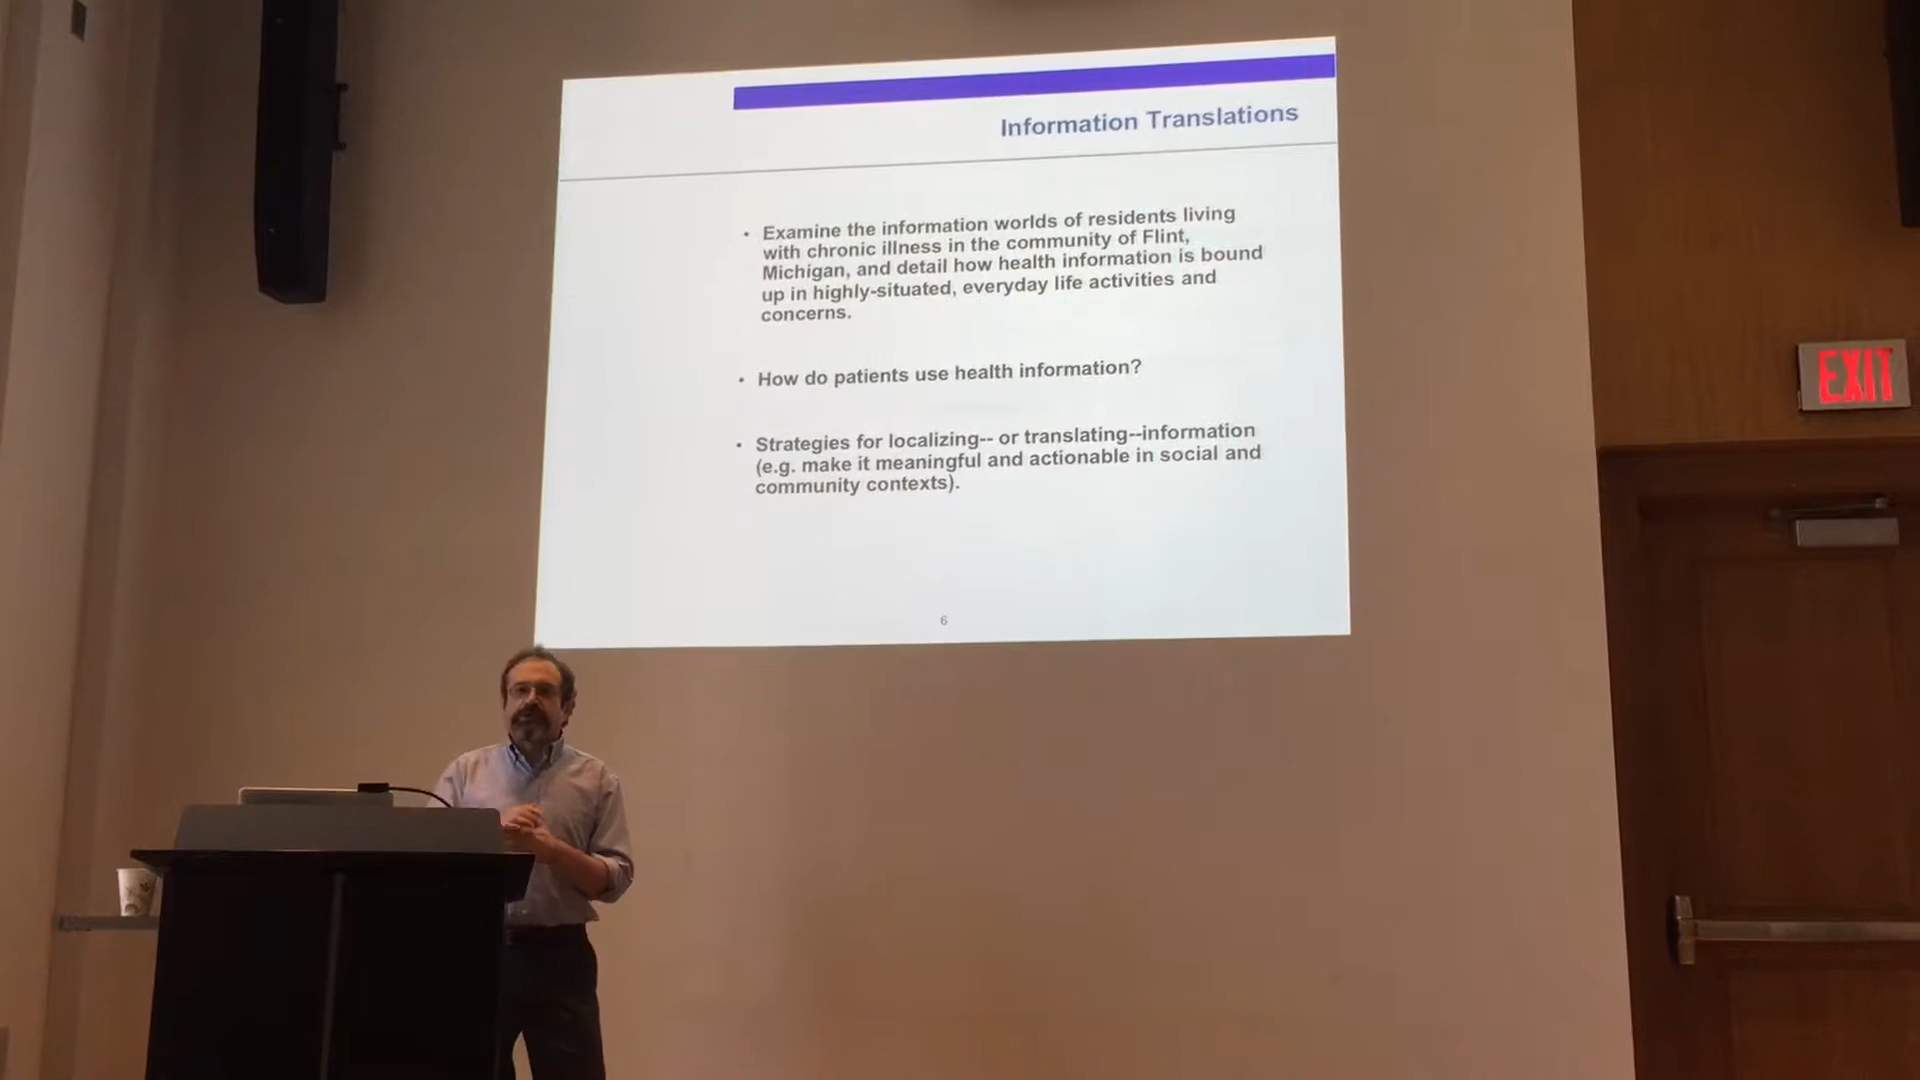 Information Translations
• Examine the information worlds of residents living
with chronic illness in the community of Flint,
Michigan, and detail how health information is bound
up in highly-situated, everyday life activities and
concerns.
• How do patients use health information?
• Strategies for localizing-- or translating--information
(e.g. make it meaningful and actionable in social and
community contexts).
6
EXIT